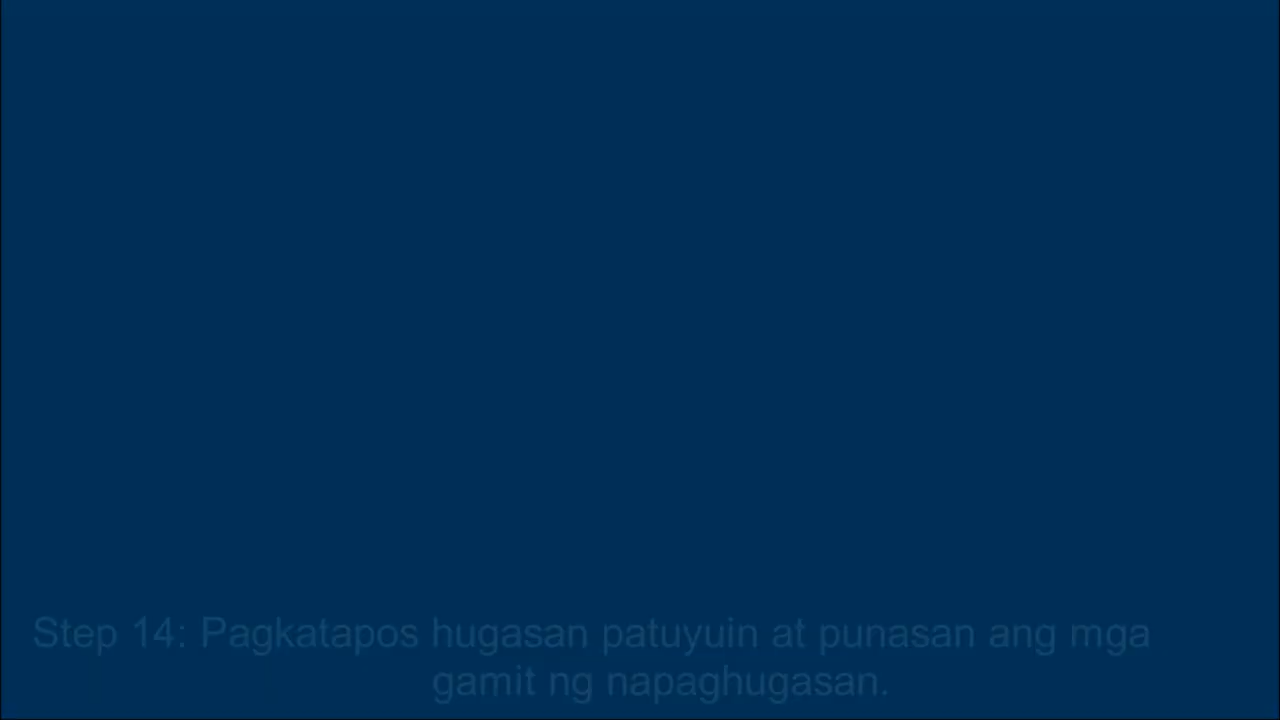 Step 14: Pagkatapos hugasan patuyuin at punasan ang mga
gamit ng napaghugasan.